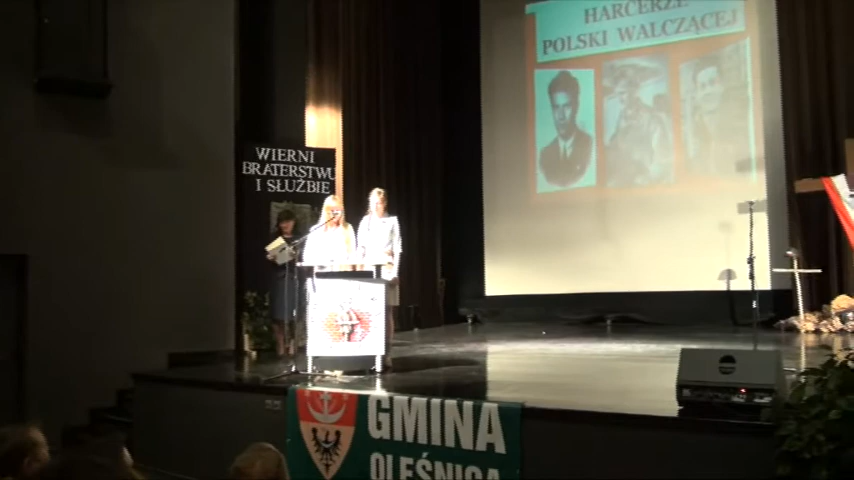 HARCERZE
POLSKI WALCZĄCEJ
WIERNI
BRATERSTWU
I SŁUŻBIE
GMINA
OLEŚNICA